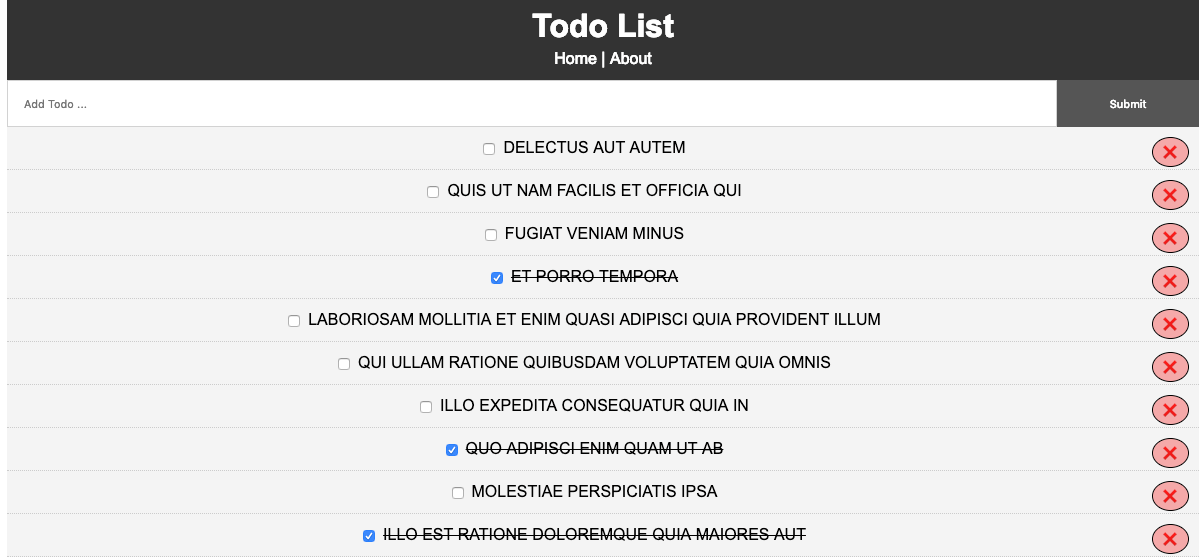 Todo List
Home | About
Add Todo ...
Submit
DELECTUS AUT AUTEM
QUIS UT NAM FACILIS ET OFFICIA QUI
FUGIAT VENIAM MINUS
ET PORRO TEMPORA
LABORIOSAM MOLLITIA ET ENIM QUASI ADIPISCI QUIA PROVIDENT ILLUM
QUI ULLAM RATIONE QUIBUSDAM VOLUPTATEM QUIA OMNIS
ILLO EXPEDITA CONSEQUATUR QUIA IN
QUO ADIPISCI ENIM QUAM UT AB
MOLESTIAE PERSPICIATIS IPSA
ILLO EST RATIONE DOLOREMQUE QUIA MAIORES AUT